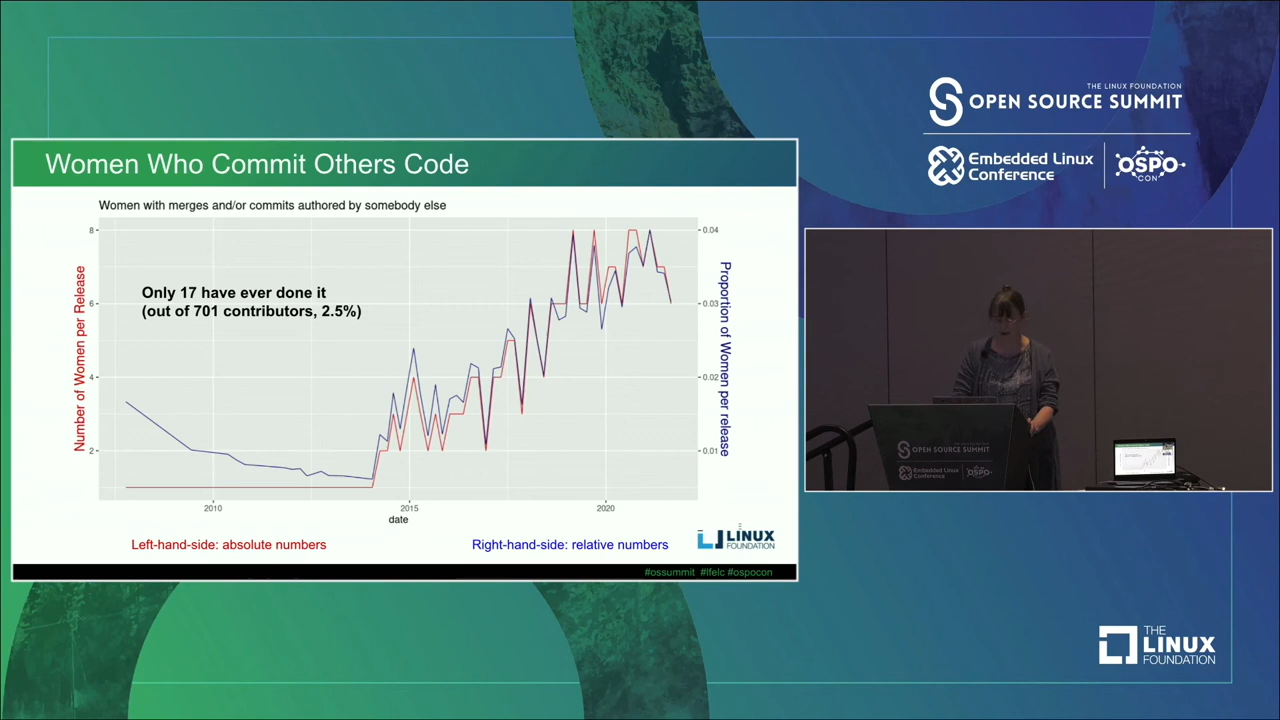 THE LINUX FOUNDATION
OPEN SOURCE SUMMIT
Embedded Linux
Conference
OSPO
CON
Women Who Commit Others Code
Women with merges and/or commits authored by somebody else
Number of Women per Release
8
6
4
2
Only 17 have ever done it
(out of 701 contributors, 2.5%)
0.04
0.03
0.02
0.01
Proportion of Women per release
2010
2015
2020
date
Left-hand-side: absolute numbers
Right-hand-side: relative numbers
LINUX
FOUNDATION
#ossummit #lfelc #ospocon
OPEN SOURCE SUMMIT
Embedded Linux
Conference
OSPO
CON
THE
LINUX
FOUNDATION